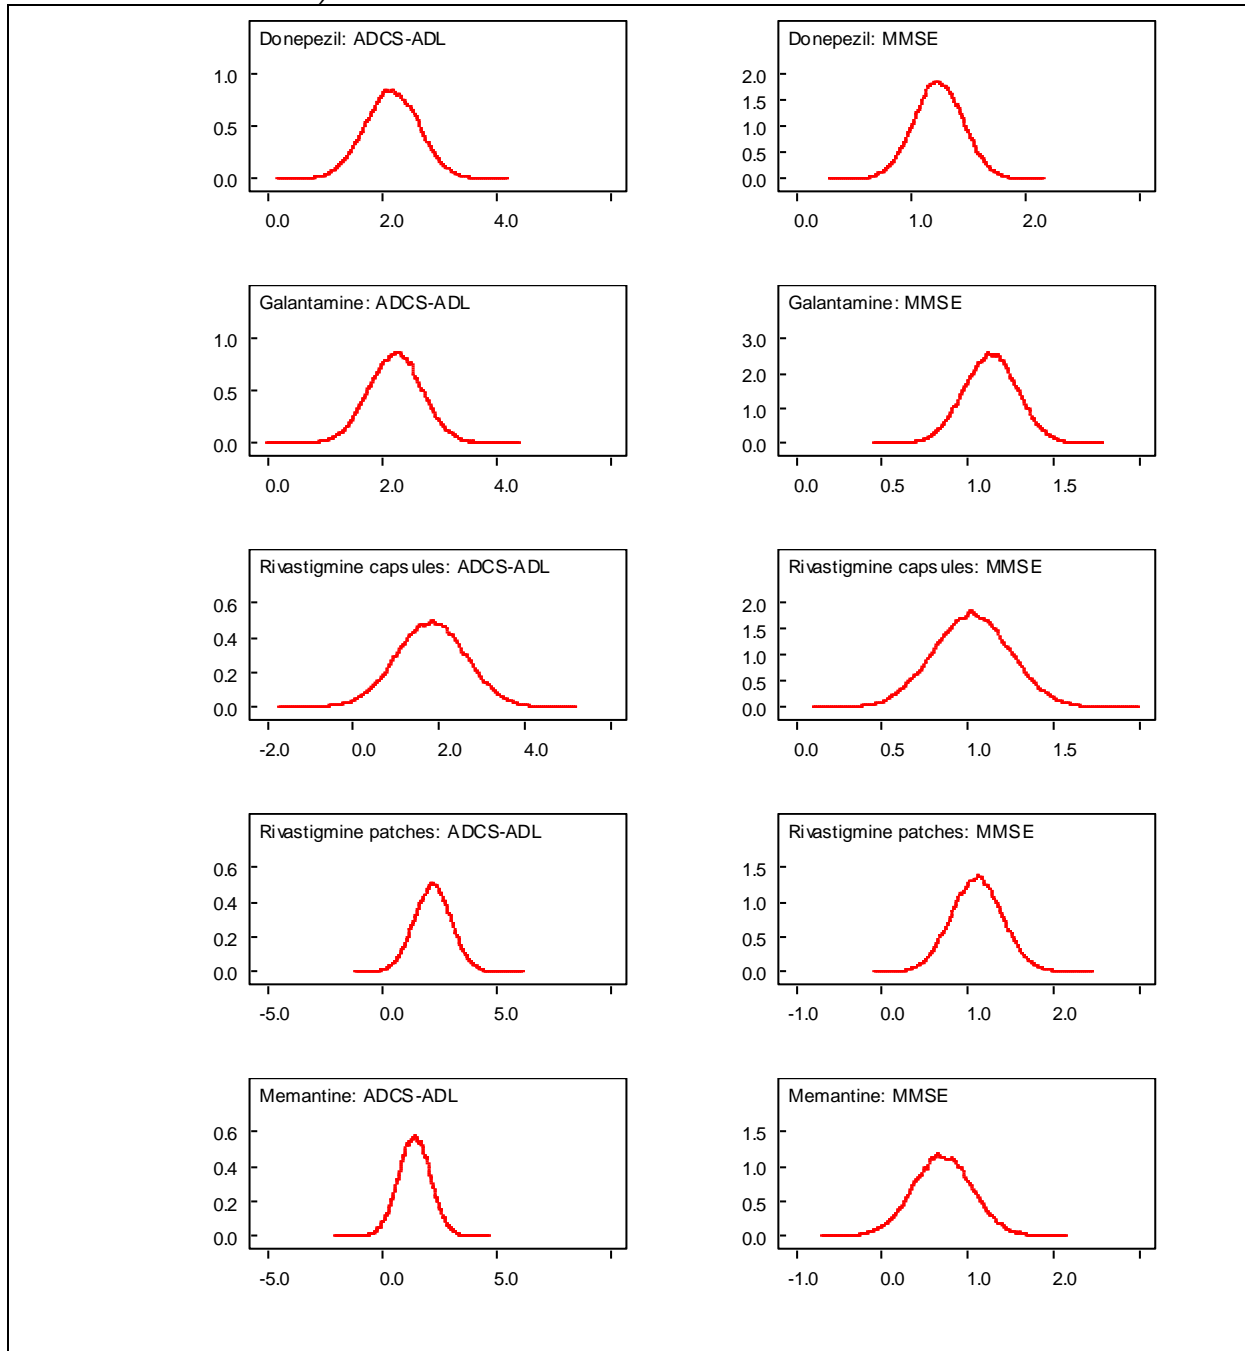 Donepezil: ADCS-ADL
1.0
0.5
0.0
0.0 2.0 4.0
Donepezil: MMSE
2.0
1.5
1.0
0.5
0.0
0.0 1.0 2.0
Galantamine: ADCS-ADL
1.0
0.5
0.0
0.0 2.0 4.0
Galantamine: MMSE
3.0
2.0
1.0
0.0
0.0 0.5 1.0 1.5
Rivastigmine capsules: ADCS-ADL
0.6
0.4
0.2
0.0
-2.0 0.0 2.0 4.0
Rivastigmine capsules: MMSE
2.0
1.5
1.0
0.5
0.0
0.0 0.5 1.0 1.5
Rivastigmine patches: ADCS-ADL
0.6
0.4
0.2
0.0
-5.0 0.0 5.0
Rivastigmine patches: MMSE
1.5
1.0
0.5
0.0
-1.0 0.0 1.0 2.0
Memantine: ADCS-ADL
0.6
0.4
0.2
0.0
-5.0 0.0 5.0
Memantine: MMSE
1.5
1.0
0.5
0.0
-1.0 0.0 1.0 2.0